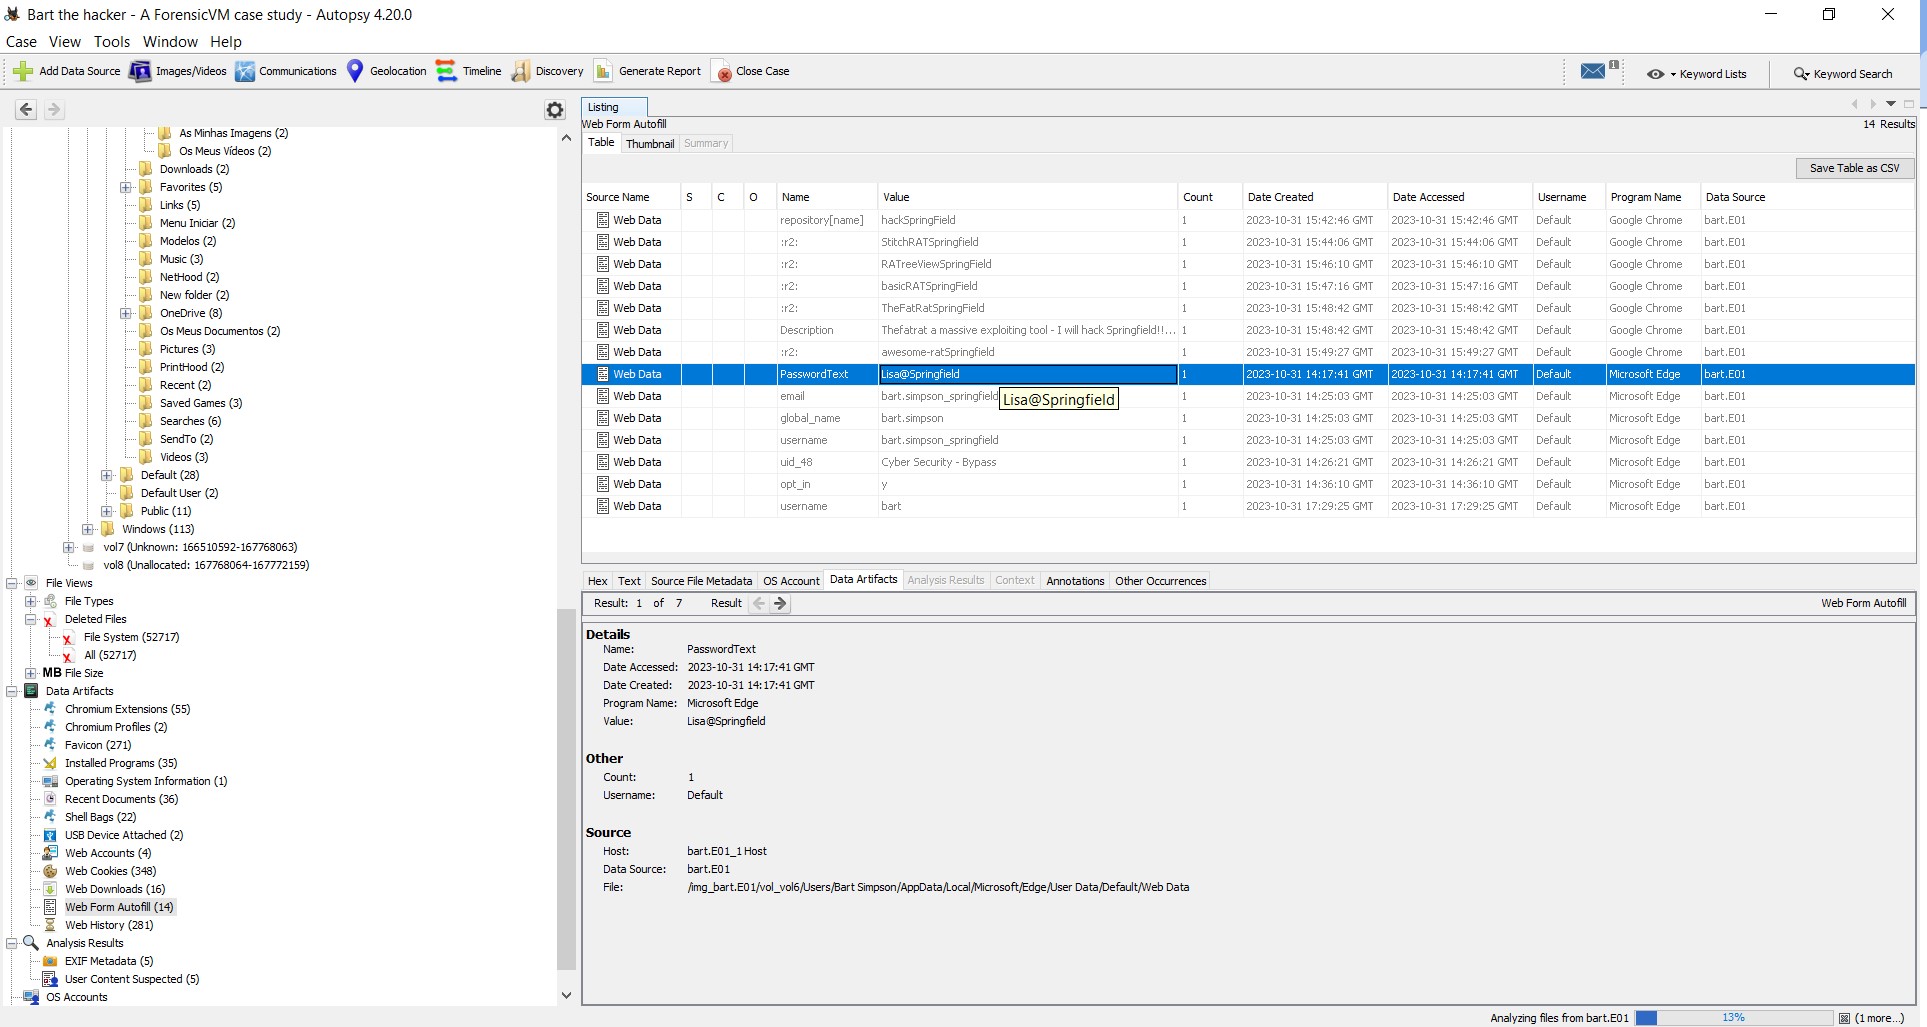 Bart the hacker - A ForensicVM case study - Autopsy 4.20.0
Case View Tools Window Help
Add Data Source Images/Videos Communications Geolocation Timeline Discovery Generate Report Close Case 1 Keyword Lists Keyword Search
As Minhas Imagens (2)
Os Meus Vídeos (2)
Downloads (2)
Favorites (5)
Links (5)
Menu Iniciar (2)
Modelos (2)
Music (3)
NetHood (2)
New folder (2)
OneDrive (8)
Os Meus Documentos (2)
Pictures (3)
PrintHood (2)
Recent (2)
Saved Games (3)
Searches (6)
SendTo (2)
Videos (3)
Default (28)
Default User (2)
Public (11)
Windows (113)
vol7 (Unknown: 166510592-167768063)
vol8 (Unallocated: 167768064-167772159)
File Views
File Types
Deleted Files
File System (52717)
All (52717)
MB File Size
Data Artifacts
Chromium Extensions (55)
Chromium Profiles (2)
Favicon (271)
Installed Programs (35)
Operating System Information (1)
Recent Documents (36)
Shell Bags (22)
USB Device Attached (2)
Web Accounts (4)
Web Cookies (348)
Web Downloads (16)
Web Form Autofill (14)
Web History (281)
Analysis Results
EXIF Metadata (5)
User Content Suspected (5)
OS Accounts
Listing
Web Form Autofill 14 Results
Table Thumbnail Summary
Save Table as CSV
Source Name S C O Name Value Count Date Created Date Accessed Username Program Name Data Source
Web Data repository[name] hackSpringField 1 2023-10-31 15:42:46 GMT 2023-10-31 15:42:46 GMT Default Google Chrome bart.E01
Web Data :r2: StitchRATSpringfield 1 2023-10-31 15:44:06 GMT 2023-10-31 15:44:06 GMT Default Google Chrome bart.E01
Web Data :r2: RATreeViewSpringField 1 2023-10-31 15:46:10 GMT 2023-10-31 15:46:10 GMT Default Google Chrome bart.E01
Web Data :r2: basicRATSpringField 1 2023-10-31 15:47:16 GMT 2023-10-31 15:47:16 GMT Default Google Chrome bart.E01
Web Data :r2: TheFatRatSpringField 1 2023-10-31 15:48:42 GMT 2023-10-31 15:48:42 GMT Default Google Chrome bart.E01
Web Data Description Thefatrat a massive exploiting tool - I will hack Springfield!!... 1 2023-10-31 15:48:42 GMT 2023-10-31 15:48:42 GMT Default Google Chrome bart.E01
Web Data :r2: awesome-ratSpringfield 1 2023-10-31 15:49:27 GMT 2023-10-31 15:49:27 GMT Default Google Chrome bart.E01
Web Data PasswordText Lisa@Springfield 1 2023-10-31 14:17:41 GMT 2023-10-31 14:17:41 GMT Default Microsoft Edge bart.E01
Web Data email bart.simpson_springfield 1 2023-10-31 14:25:03 GMT 2023-10-31 14:25:03 GMT Default Microsoft Edge bart.E01
Lisa@Springfield
Web Data global_name bart.simpson 1 2023-10-31 14:25:03 GMT 2023-10-31 14:25:03 GMT Default Microsoft Edge bart.E01
Web Data username bart.simpson_springfield 1 2023-10-31 14:25:03 GMT 2023-10-31 14:25:03 GMT Default Microsoft Edge bart.E01
Web Data uid_48 Cyber Security - Bypass 1 2023-10-31 14:26:21 GMT 2023-10-31 14:26:21 GMT Default Microsoft Edge bart.E01
Web Data opt_in y 1 2023-10-31 14:36:10 GMT 2023-10-31 14:36:10 GMT Default Microsoft Edge bart.E01
Web Data username bart 1 2023-10-31 17:29:25 GMT 2023-10-31 17:29:25 GMT Default Microsoft Edge bart.E01
Hex Text Source File Metadata OS Account Data Artifacts Analysis Results Context Annotations Other Occurrences
Result: 1 of 7 Result Web Form Autofill
Details
Name: PasswordText
Date Accessed: 2023-10-31 14:17:41 GMT
Date Created: 2023-10-31 14:17:41 GMT
Program Name: Microsoft Edge
Value: Lisa@Springfield
Other
Count: 1
Username: Default
Source
Host: bart.E01_1 Host
Data Source: bart.E01
File: /img_bart.E01/vol_vol6/Users/Bart Simpson/AppData/Local/Microsoft/Edge/User Data/Default/Web Data
Analyzing files from bart.E01 13% (1 more...)